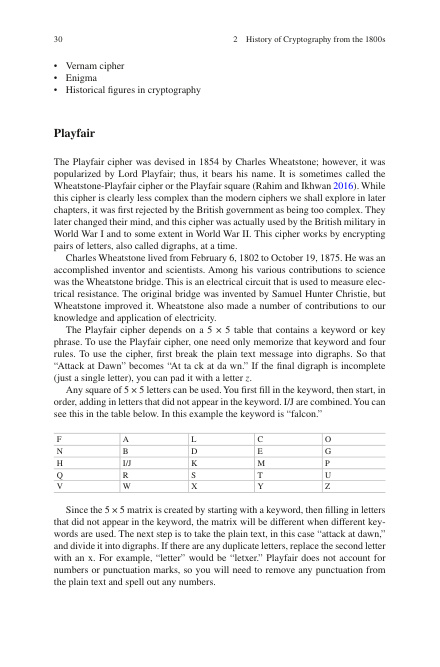 30 2 History of Cryptography from the 1800s
• Vernam cipher
• Enigma
• Historical figures in cryptography
Playfair
The Playfair cipher was devised in 1854 by Charles Wheatstone; however, it was
popularized by Lord Playfair; thus, it bears his name. It is sometimes called the
Wheatstone-Playfair cipher or the Playfair square (Rahim and Ikhwan 2016). While
this cipher is clearly less complex than the modern ciphers we shall explore in later
chapters, it was first rejected by the British government as being too complex. They
later changed their mind, and this cipher was actually used by the British military in
World War I and to some extent in World War II. This cipher works by encrypting
pairs of letters, also called digraphs, at a time.
Charles Wheatstone lived from February 6, 1802 to October 19, 1875. He was an
accomplished inventor and scientists. Among his various contributions to science
was the Wheatstone bridge. This is an electrical circuit that is used to measure elec-
trical resistance. The original bridge was invented by Samuel Hunter Christie, but
Wheatstone improved it. Wheatstone also made a number of contributions to our
knowledge and application of electricity.
The Playfair cipher depends on a 5 × 5 table that contains a keyword or key
phrase. To use the Playfair cipher, one need only memorize that keyword and four
rules. To use the cipher, first break the plain text message into digraphs. So that
“Attack at Dawn” becomes “At ta ck at da wn.” If the final digraph is incomplete
(just a single letter), you can pad it with a letter z.
Any square of 5 × 5 letters can be used. You first fill in the keyword, then start, in
order, adding in letters that did not appear in the keyword. I/J are combined. You can
see this in the table below. In this example the keyword is “falcon.”
F A L C O
N B D E G
H I/J K M P
Q R S T U
V W X Y Z
Since the 5 × 5 matrix is created by starting with a keyword, then filling in letters
that did not appear in the keyword, the matrix will be different when different key-
words are used. The next step is to take the plain text, in this case “attack at dawn,”
and divide it into digraphs. If there are any duplicate letters, replace the second letter
with an x. For example, “letter” would be “letxer.” Playfair does not account for
numbers or punctuation marks, so you will need to remove any punctuation from
the plain text and spell out any numbers.